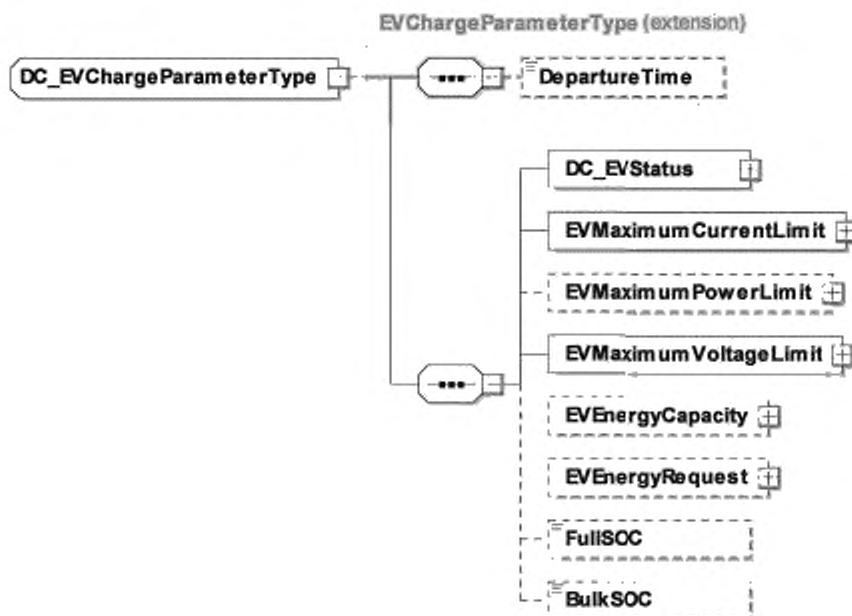 EVChargeParameterType (extension)
DC_EVChargeParameterType
DepartureTime
DC_EVStatus
EVMaximumCurrentLimit
EVMaximumPowerLimit
EVMaximumVoltageLimit
EVEnergyCapacity
EVEnergyRequest
FullSOC
BulkSOC